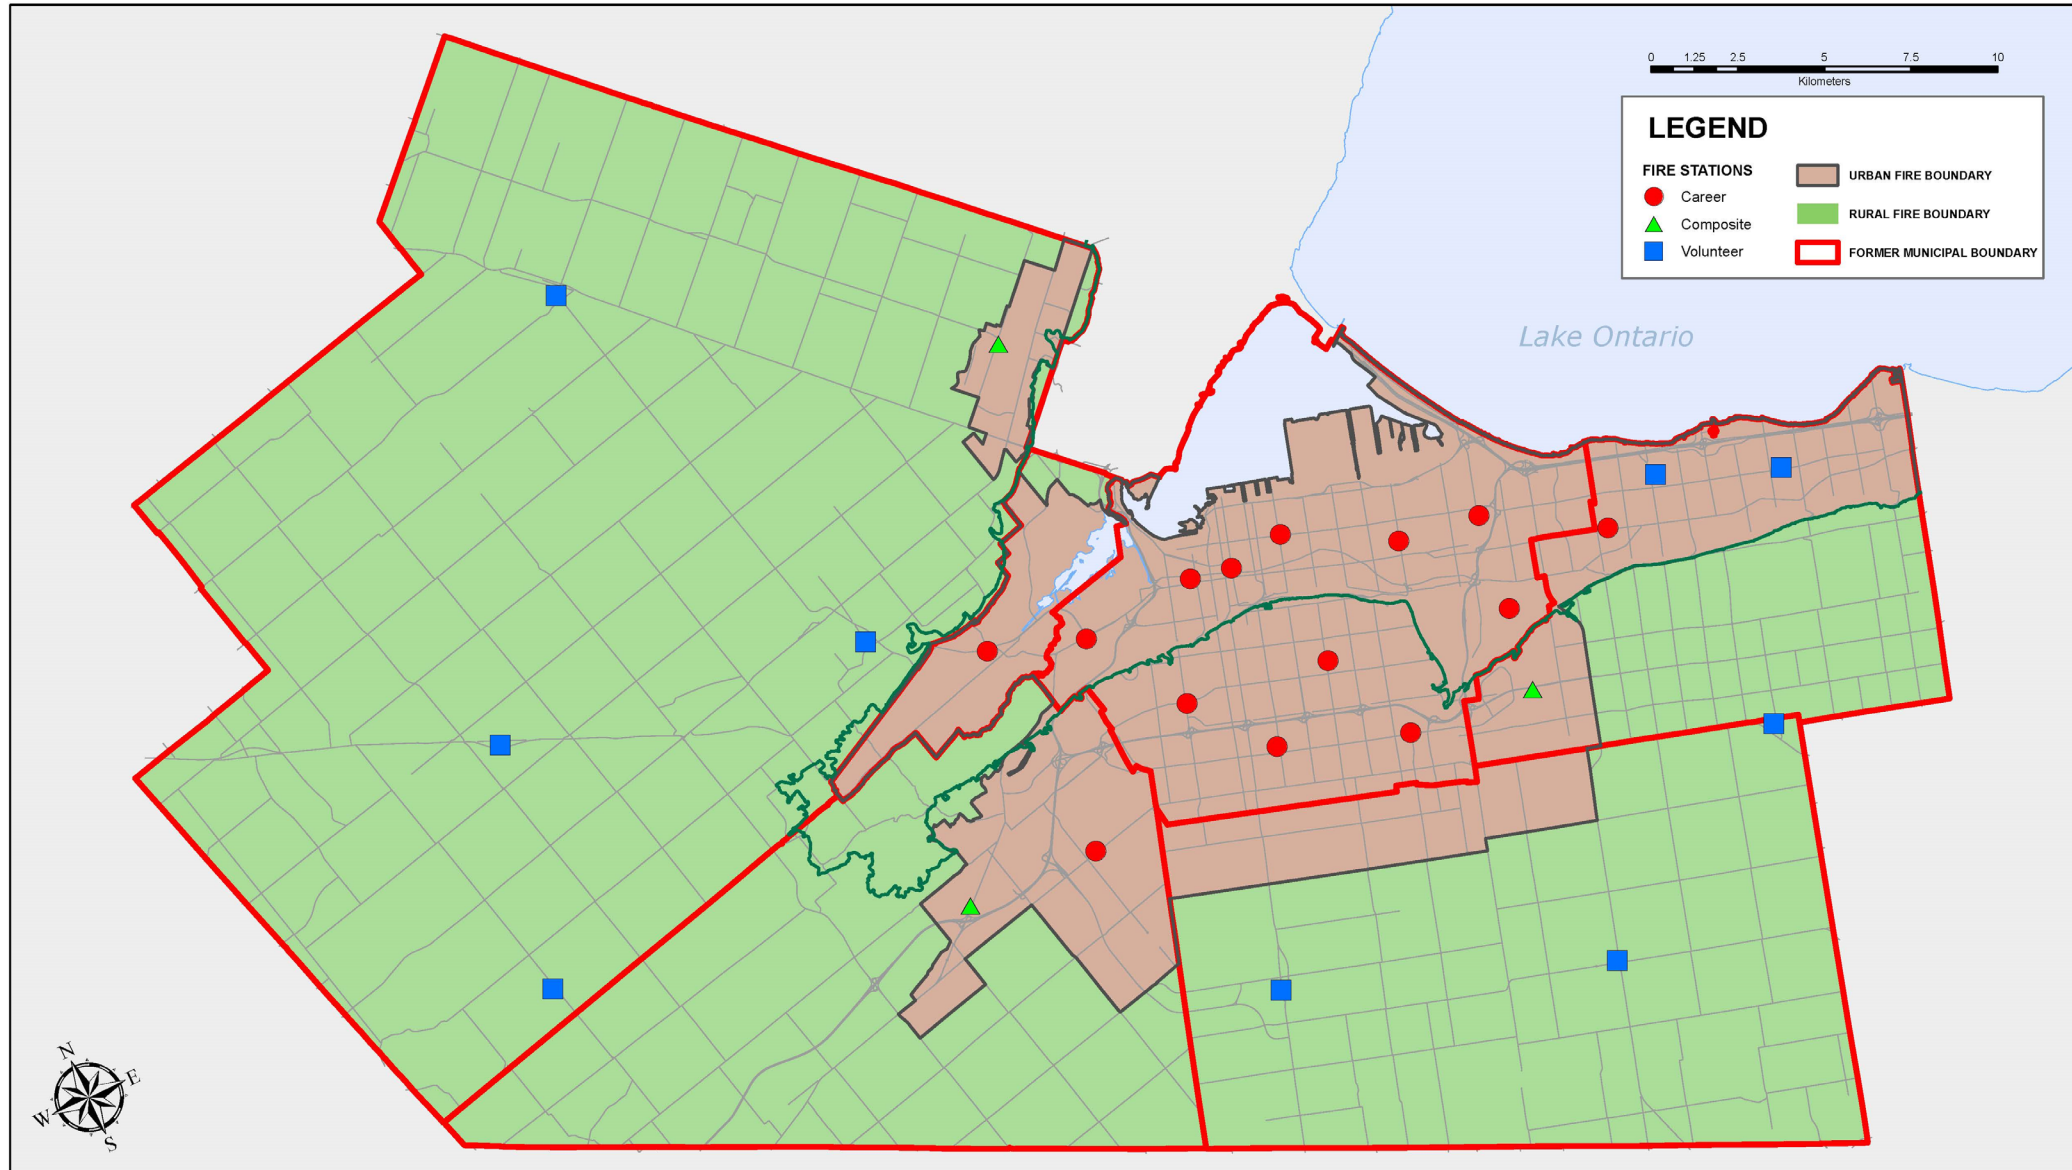 0 1.25 2.5 5 7.5 10
Kilometers
LEGEND
FIRE STATIONS
Career
Composite
Volunteer
URBAN FIRE BOUNDARY
RURAL FIRE BOUNDARY
FORMER MUNICIPAL BOUNDARY
Lake Ontario
N
E
W
S